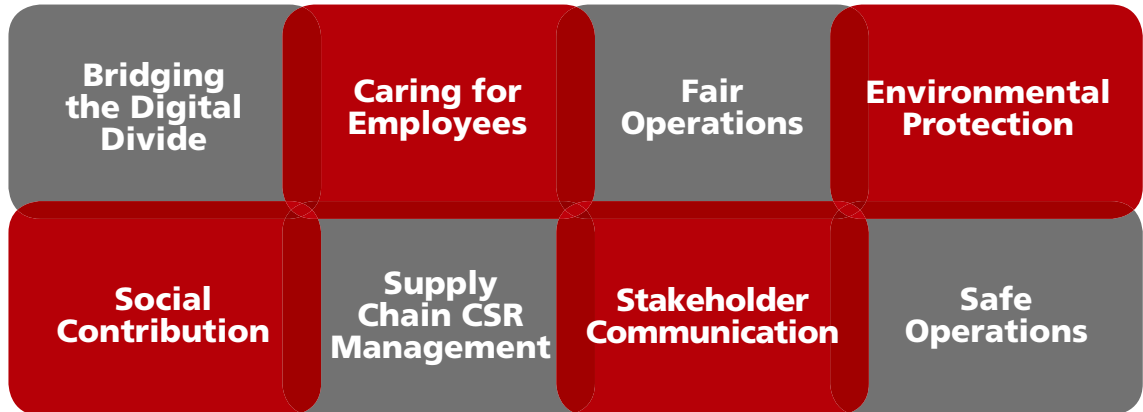 Bridging
the Digital
Divide
Caring for
Employees
Fair
Operations
Environmental
Protection
Social
Contribution
Supply
Chain CSR
Management
Stakeholder
Communication
Safe
Operations